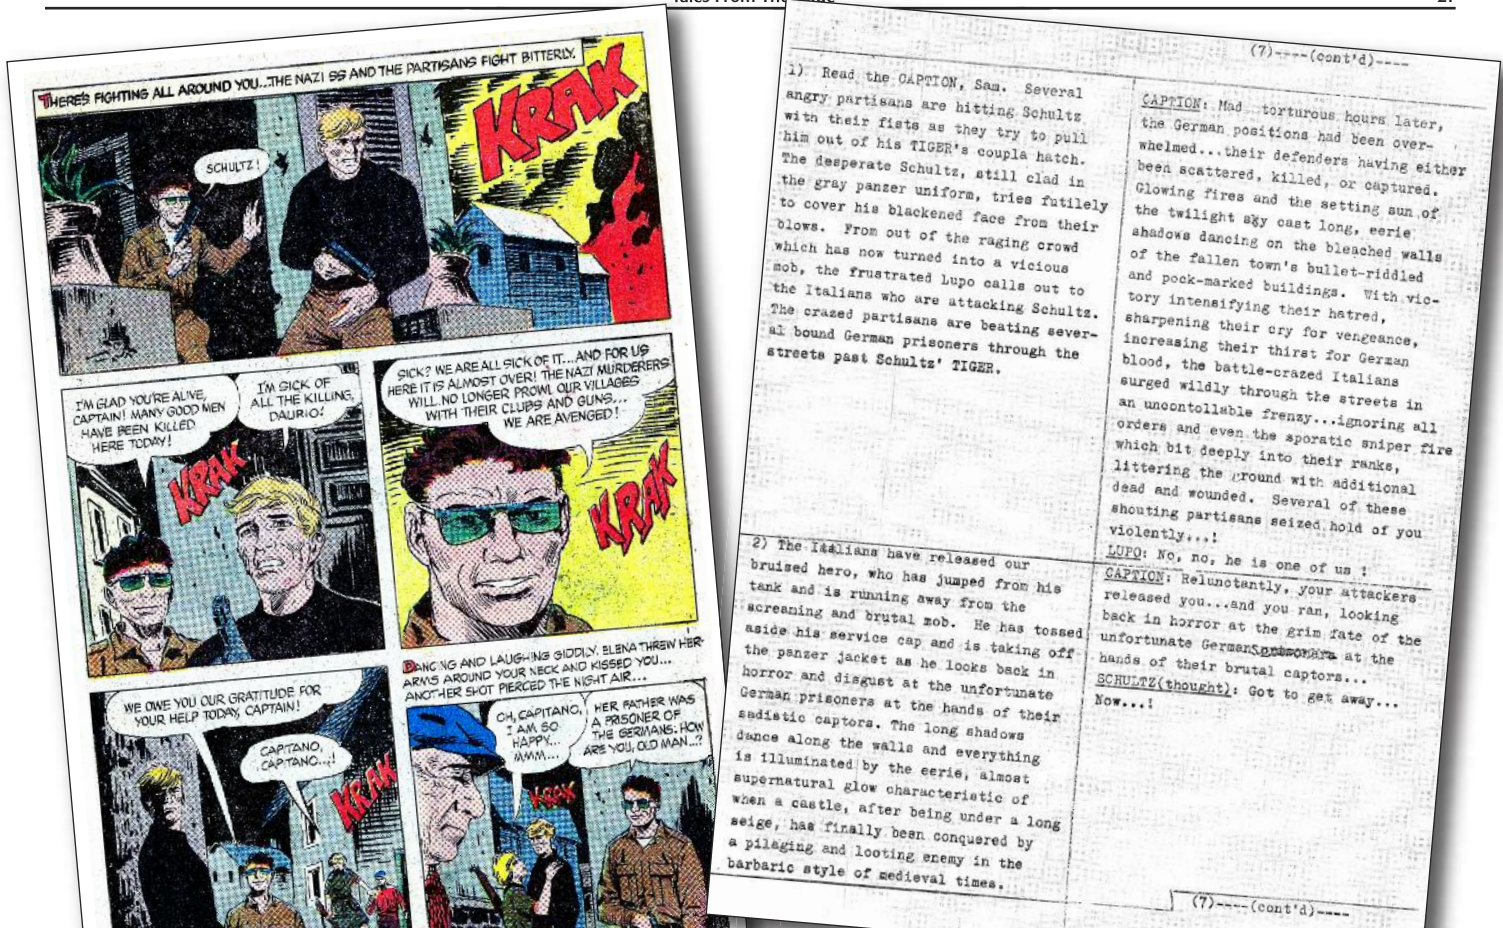 THERE'S FIGHTING ALL AROUND YOU...THE NAZI SS AND THE PARTISANS FIGHT BITTERLY.
KRAK
SCHULTZ!
I'M GLAD YOU'RE ALIVE,
CAPTAIN! MANY GOOD MEN
HAVE BEEN KILLED
HERE TODAY!
I'M SICK OF
ALL THE KILLING,
DAURIO!
KRAK
SICK? WE ARE ALL SICK OF IT...AND FOR US
HERE IT IS ALMOST OVER! THE NAZI MURDERERS
WILL NO LONGER PROWL OUR VILLAGES
WITH THEIR CLUBS AND GUNS...
WE ARE AVENGED!
KRAK
WE OWE YOU OUR GRATITUDE FOR
YOUR HELP TODAY, CAPTAIN!
CAPITANO,
CAPITANO...!
KRAK
DANCING AND LAUGHING GIDDILY, ELENA THREW HER
ARMS AROUND YOUR NECK AND KISSED YOU...
ANOTHER SHOT PIERCED THE NIGHT AIR...
OH, CAPITANO,
I AM SO
HAPPY...
MMM...
HER FATHER WAS
A PRISONER OF
THE GERMANS. HOW
ARE YOU, OLD MAN..?
KRAK
(7)----(cont'd)----
1) Read the CAPTION, Sam. Several
angry partisans are hitting Schultz
with their fists as they try to pull
him out of his TIGER's coupla hatch.
The desperate Schultz, still clad in
the gray panzer uniform, tries futilely
to cover his blackened face from their
blows. From out of the raging crowd
which has now turned into a vicious
mob, the frustrated Lupo calls out to
the Italians who are attacking Schultz.
The crazed partisans are beating sever-
al bound German prisoners through the
streets past Schultz' TIGER.
CAPTION: Mad...torturous hours later,
the German positions had been over-
whelmed...their defenders having either
been scattered, killed, or captured.
Glowing fires and the setting sun of
the twilight sky cast long, eerie
shadows dancing on the bleached walls
of the fallen town's bullet-riddled
and pock-marked buildings. With vic-
tory intensifying their hatred,
sharpening their cry for vengeance,
increasing their thirst for German
blood, the battle-crazed Italians
surged wildly through the streets in
an uncontollable frenzy...ignoring all
orders and even the sporatic sniper fire
which bit deeply into their ranks,
littering the ground with additional
dead and wounded. Several of these
shouting partisans seized hold of you
violently...!
LUPO: No, no, he is one of us !
2) The Italians have released our
bruised hero, who has jumped from his
tank and is running away from the
screaming and brutal mob. He has tossed
aside his service cap and is taking off
the panzer jacket as he looks back in
horror and disgust at the unfortunate
German prisoners at the hands of their
sadistic captors. The long shadows
dance along the walls and everything
is illuminated by the eerie, almost
supernatural glow characteristic of
when a castle, after being under a long
seige, has finally been conquered by
a pilaging and looting enemy in the
barbaric style of medieval times.
CAPTION: Relunctantly, your attackers
released you...and you ran, looking
back in horror at the grim fate of the
unfortunate Germans at the
hands of their brutal captors...
SCHULTZ(thought): Got to get away...
Now...!
(7)----(cont'd)----